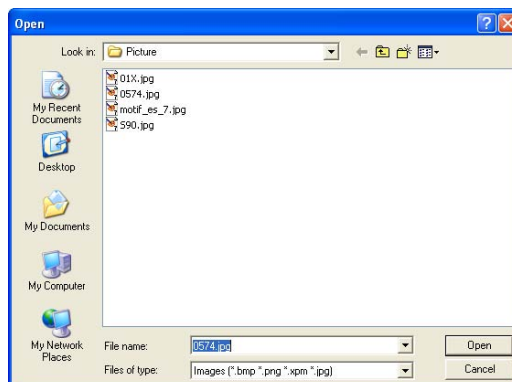 Open
Look in: Picture
01X.jpg
0574.jpg
motif_es_7.jpg
S90.jpg
My Recent
Documents
Desktop
My Documents
My Computer
My Network
Places
File name: 0574.jpg Open
Files of type: Images (*.bmp *.png *.xpm *.jpg) Cancel